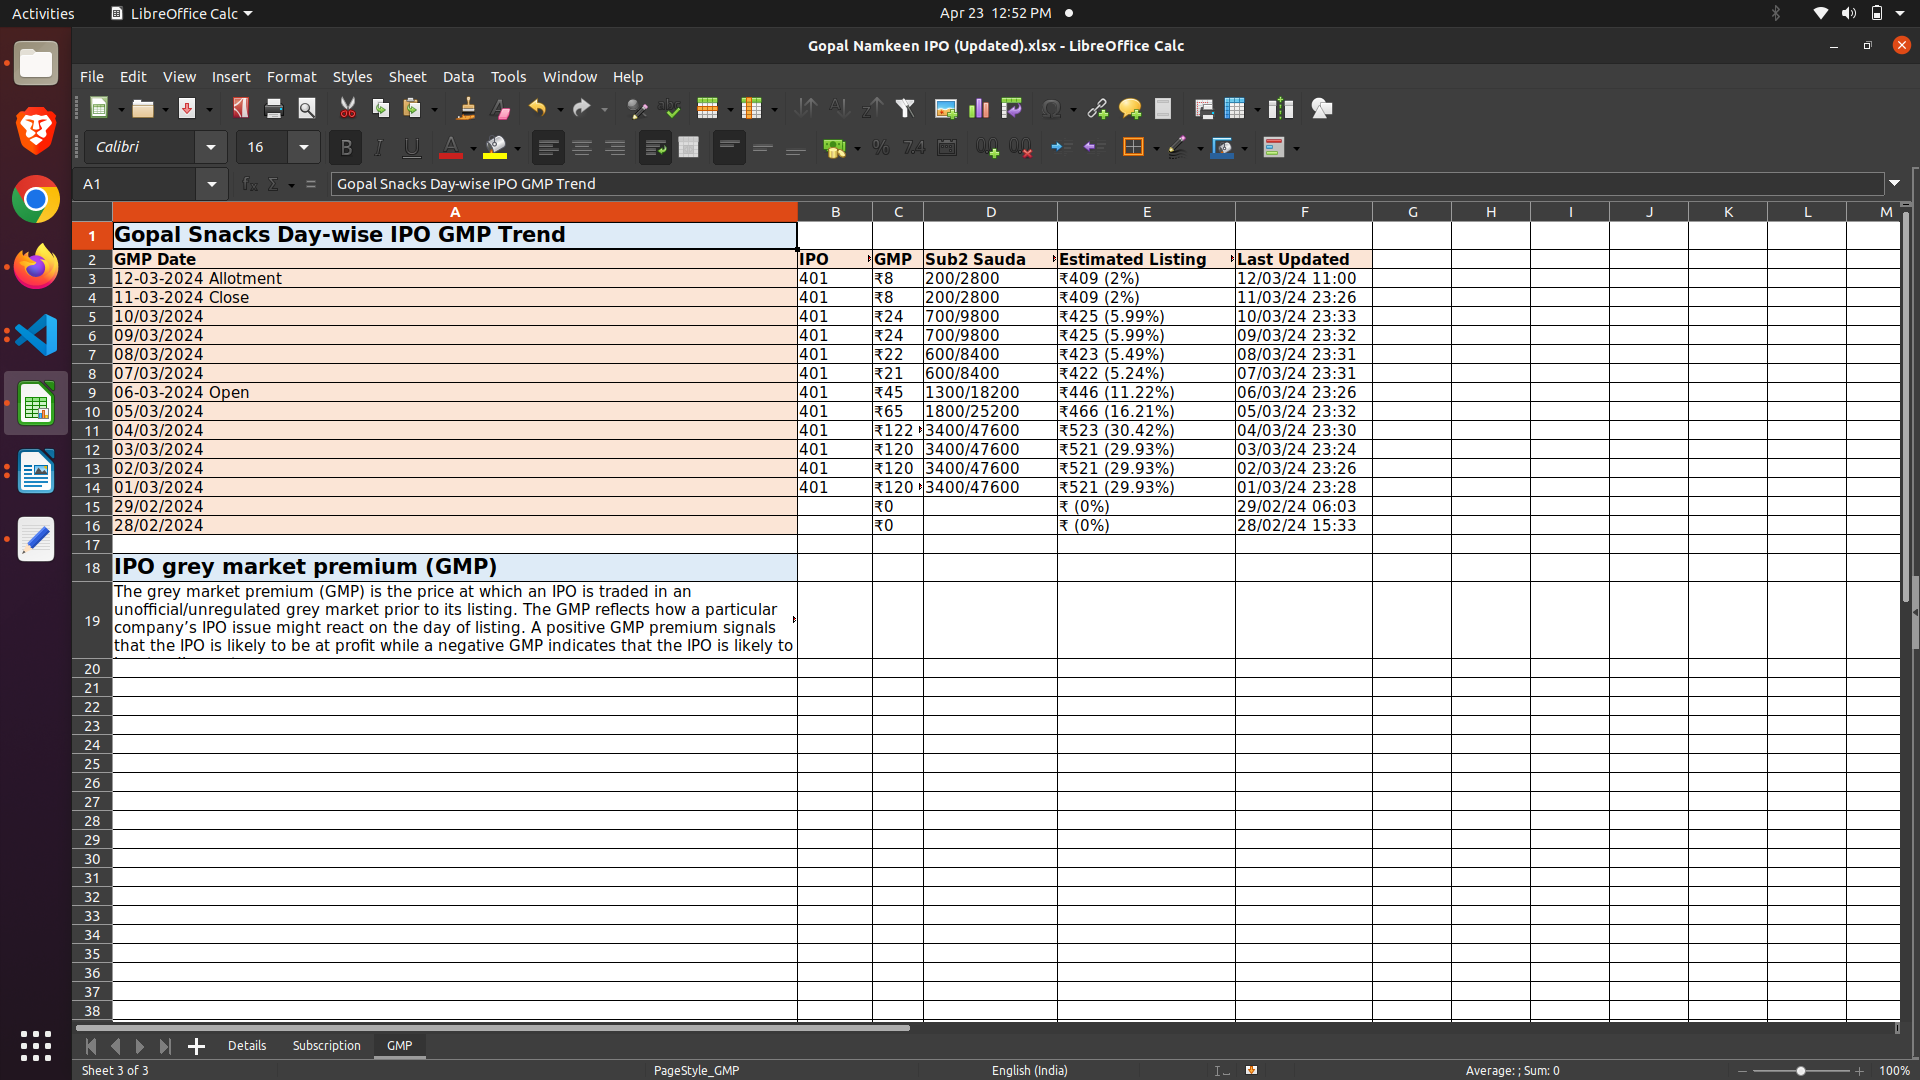 Activities LibreOffice Calc Apr 23 12:52 PM
Gopal Namkeen IPO (Updated).xlsx - LibreOffice Calc
File Edit View Insert Format Styles Sheet Data Tools Window Help
Calibri 16
A1 Gopal Snacks Day-wise IPO GMP Trend
A B C D E F G H I J K L M
1 Gopal Snacks Day-wise IPO GMP Trend
2 GMP Date IPO GMP Sub2 Sauda Estimated Listing Last Updated
3 12-03-2024 Allotment 401 ₹8 200/2800 ₹409 (2%) 12/03/24 11:00
4 11-03-2024 Close 401 ₹8 200/2800 ₹409 (2%) 11/03/24 23:26
5 10/03/2024 401 ₹24 700/9800 ₹425 (5.99%) 10/03/24 23:33
6 09/03/2024 401 ₹24 700/9800 ₹425 (5.99%) 09/03/24 23:32
7 08/03/2024 401 ₹22 600/8400 ₹423 (5.49%) 08/03/24 23:31
8 07/03/2024 401 ₹21 600/8400 ₹422 (5.24%) 07/03/24 23:31
9 06-03-2024 Open 401 ₹45 1300/18200 ₹446 (11.22%) 06/03/24 23:26
10 05/03/2024 401 ₹65 1800/25200 ₹466 (16.21%) 05/03/24 23:32
11 04/03/2024 401 ₹122 3400/47600 ₹523 (30.42%) 04/03/24 23:30
12 03/03/2024 401 ₹120 3400/47600 ₹521 (29.93%) 03/03/24 23:24
13 02/03/2024 401 ₹120 3400/47600 ₹521 (29.93%) 02/03/24 23:26
14 01/03/2024 401 ₹120 3400/47600 ₹521 (29.93%) 01/03/24 23:28
15 29/02/2024 ₹0 ₹ (0%) 29/02/24 06:03
16 28/02/2024 ₹0 ₹ (0%) 28/02/24 15:33
17
18 IPO grey market premium (GMP)
The grey market premium (GMP) is the price at which an IPO is traded in an
unofficial/unregulated grey market prior to its listing. The GMP reflects how a particular
19 company’s IPO issue might react on the day of listing. A positive GMP premium signals
that the IPO is likely to be at profit while a negative GMP indicates that the IPO is likely to
20
21
22
23
24
25
26
27
28
29
30
31
32
33
34
35
36
37
38
Details Subscription GMP
Sheet 3 of 3 PageStyle_GMP English (India) Average: ; Sum: 0 100%